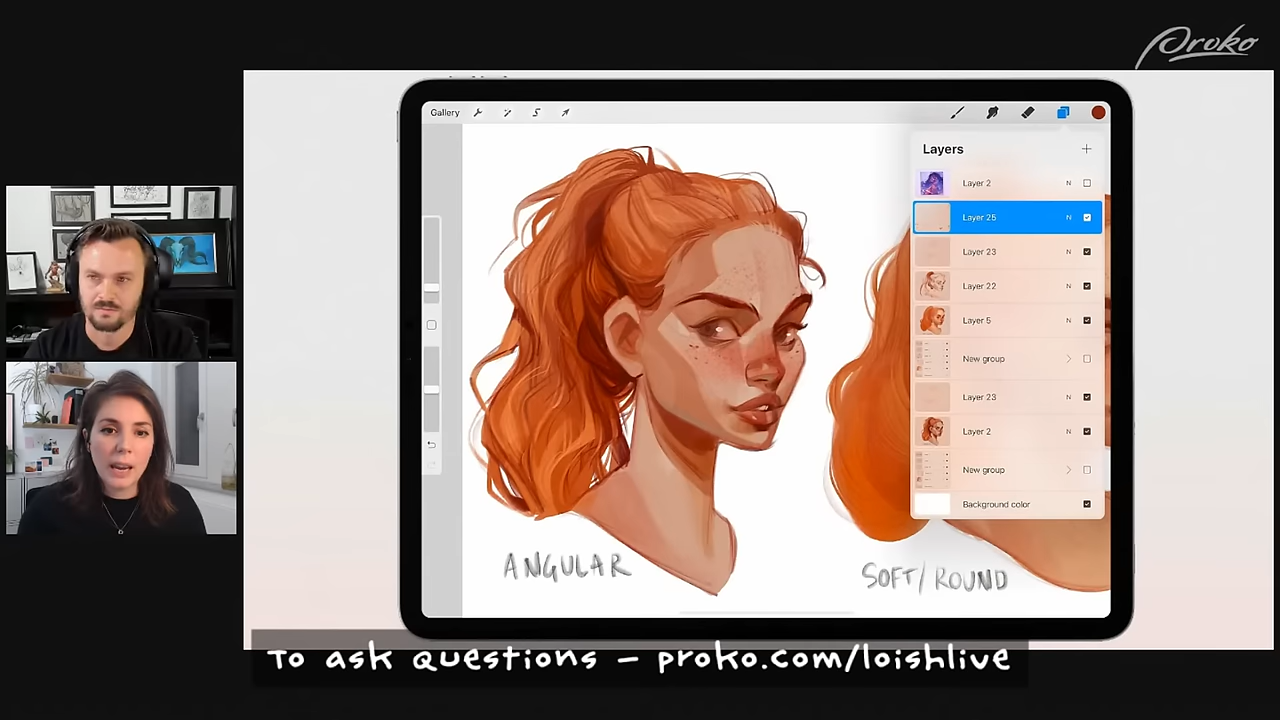 Proko
Gallery
Layers
Layer 2 N
Layer 25 N
Layer 23 N
Layer 22 N
Layer 5 N
New group
Layer 23 N
Layer 2 N
New group
Background color
ANGULAR
SOFT/ROUND
To ask questions – proko.com/loishlive